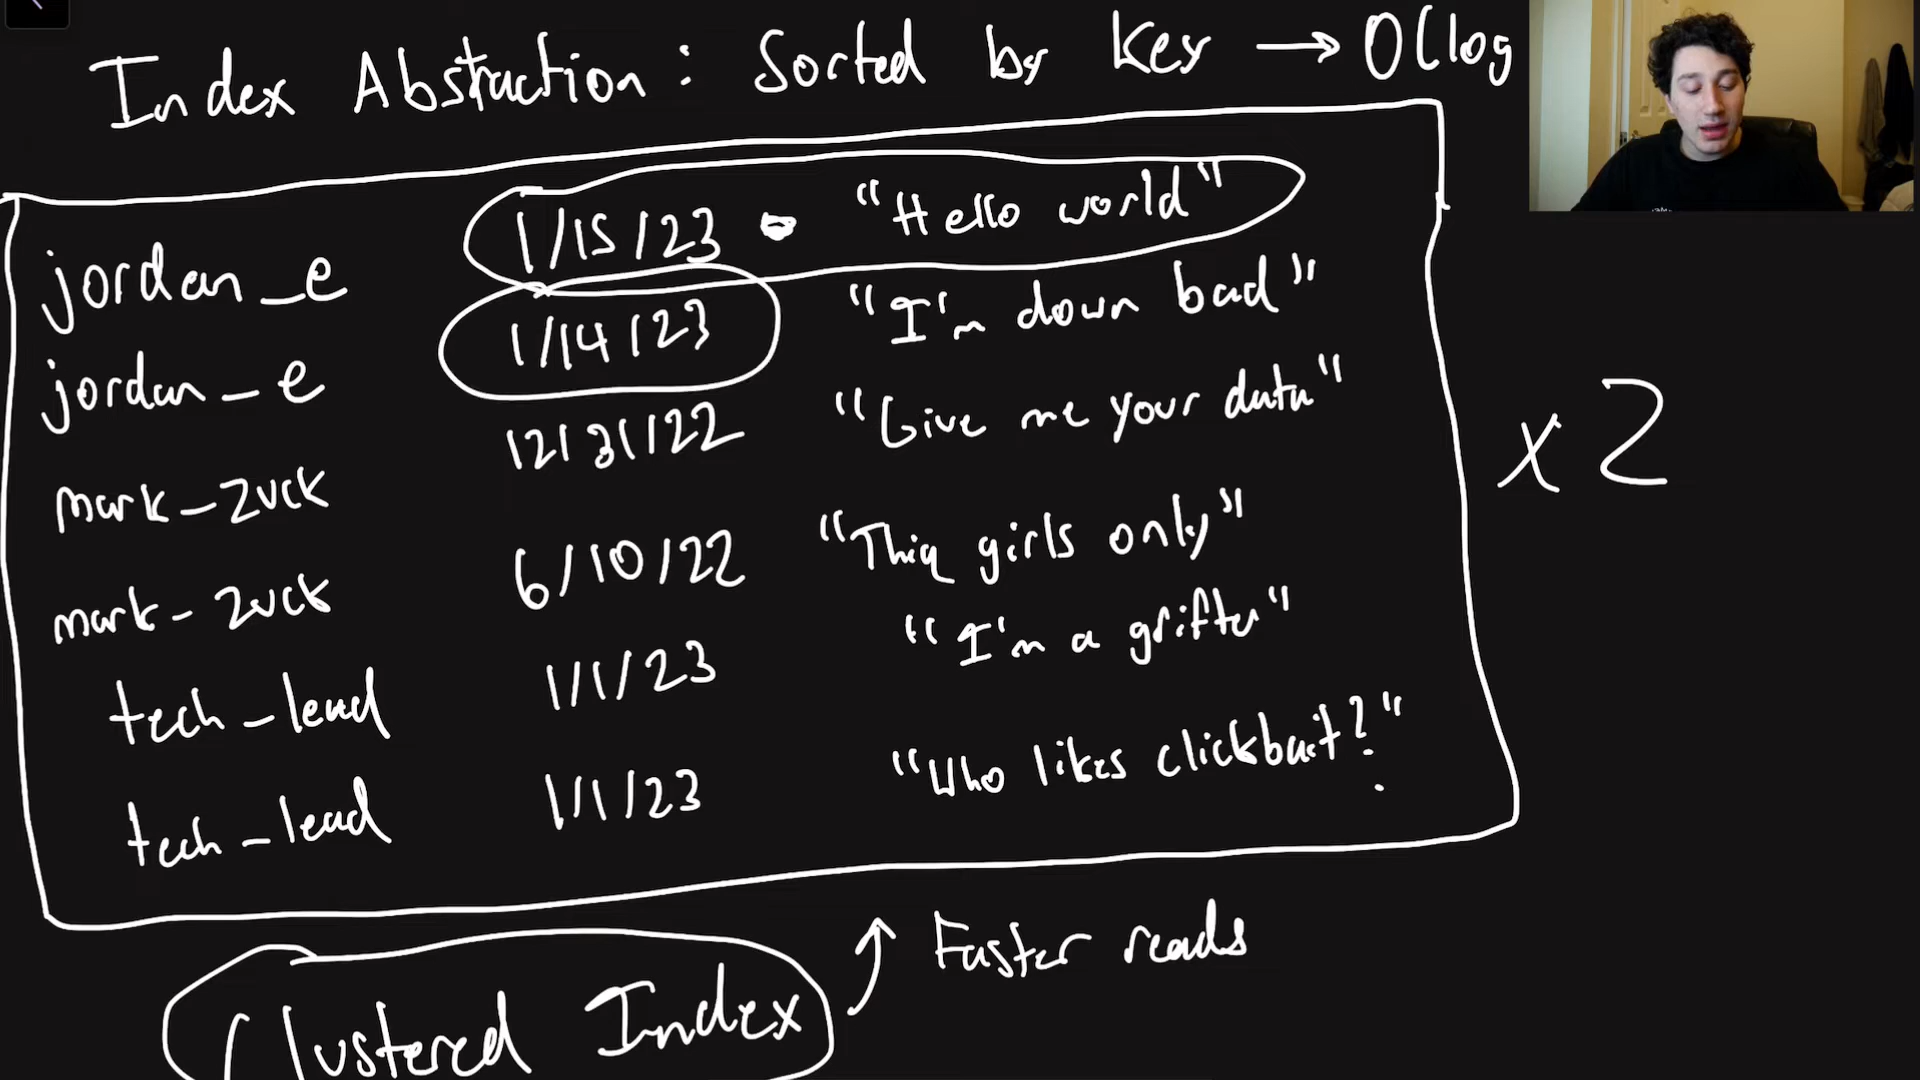 Index Abstraction : Sorted by key → O(log
jordan_e 1/15/23 "Hello world"
jordan_e 1/14/23 "I'm down bad"
mark_zuck 12/31/22 "Give me your data"
mark_zuck 6/10/22 "Thiq girls only"
tech_lead 1/1/23 "I'm a grifter"
tech_lead 1/1/23 "Who likes clickbait?"
x 2
Clustered Index
Faster reads